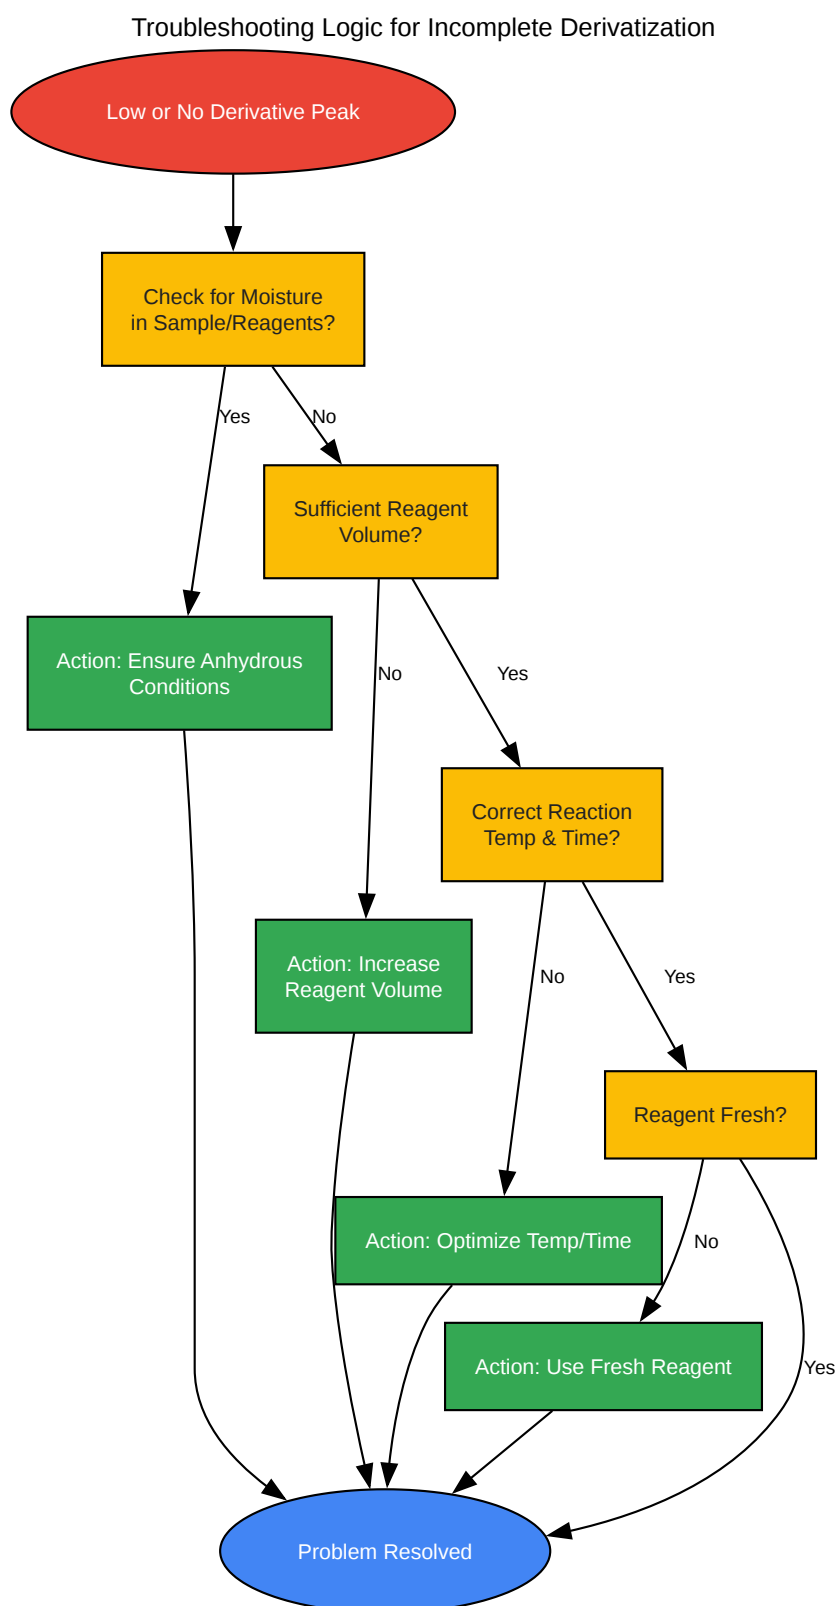 Troubleshooting Logic for Incomplete Derivatization
Low or No Derivative Peak
Check for Moisture
in Sample/Reagents?
Yes
No
Sufficient Reagent
Volume?
Action: Ensure Anhydrous
Conditions
No
Yes
Correct Reaction
Temp & Time?
Action: Increase
Reagent Volume
No
Yes
Reagent Fresh?
Action: Optimize Temp/Time
No
Action: Use Fresh Reagent
Yes
Problem Resolved